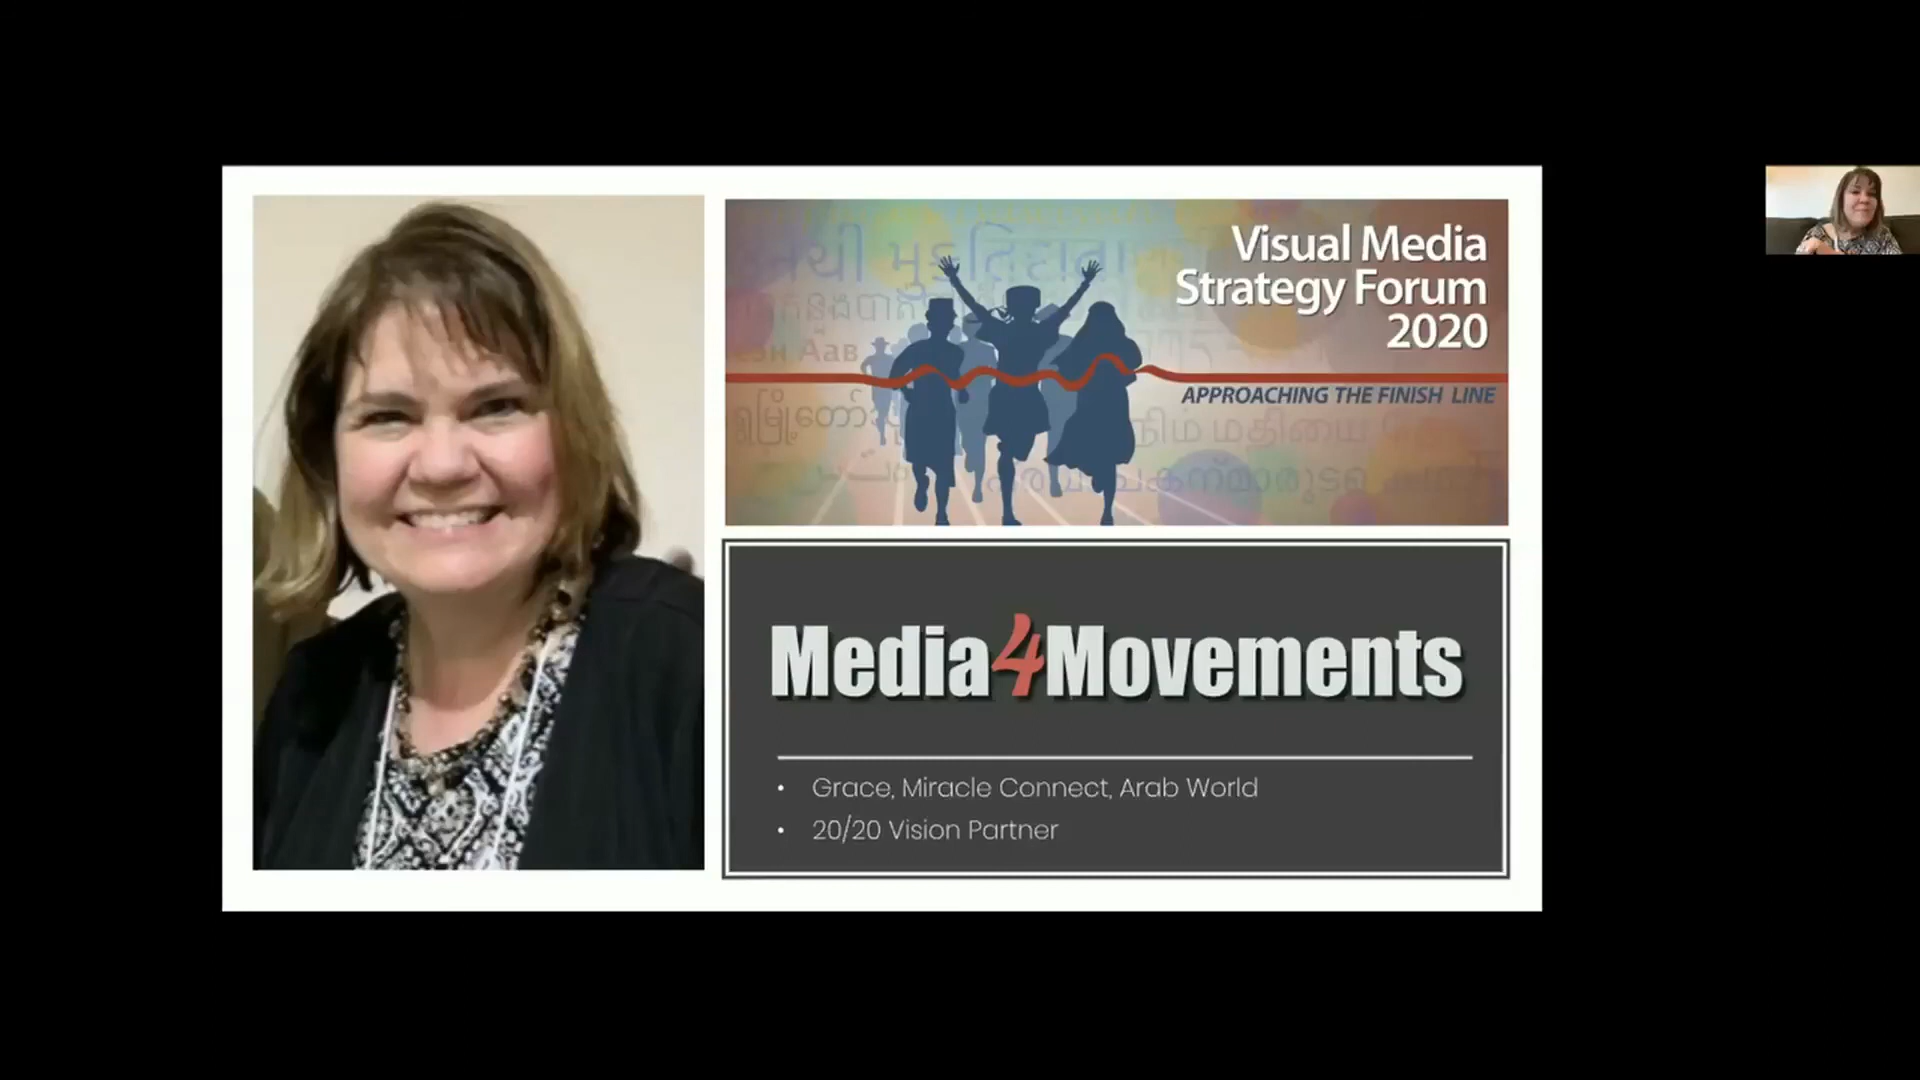 Visual Media
Strategy Forum
2020
APPROACHING THE FINISH LINE
Media4Movements
• Grace, Miracle Connect, Arab World
• 20/20 Vision Partner